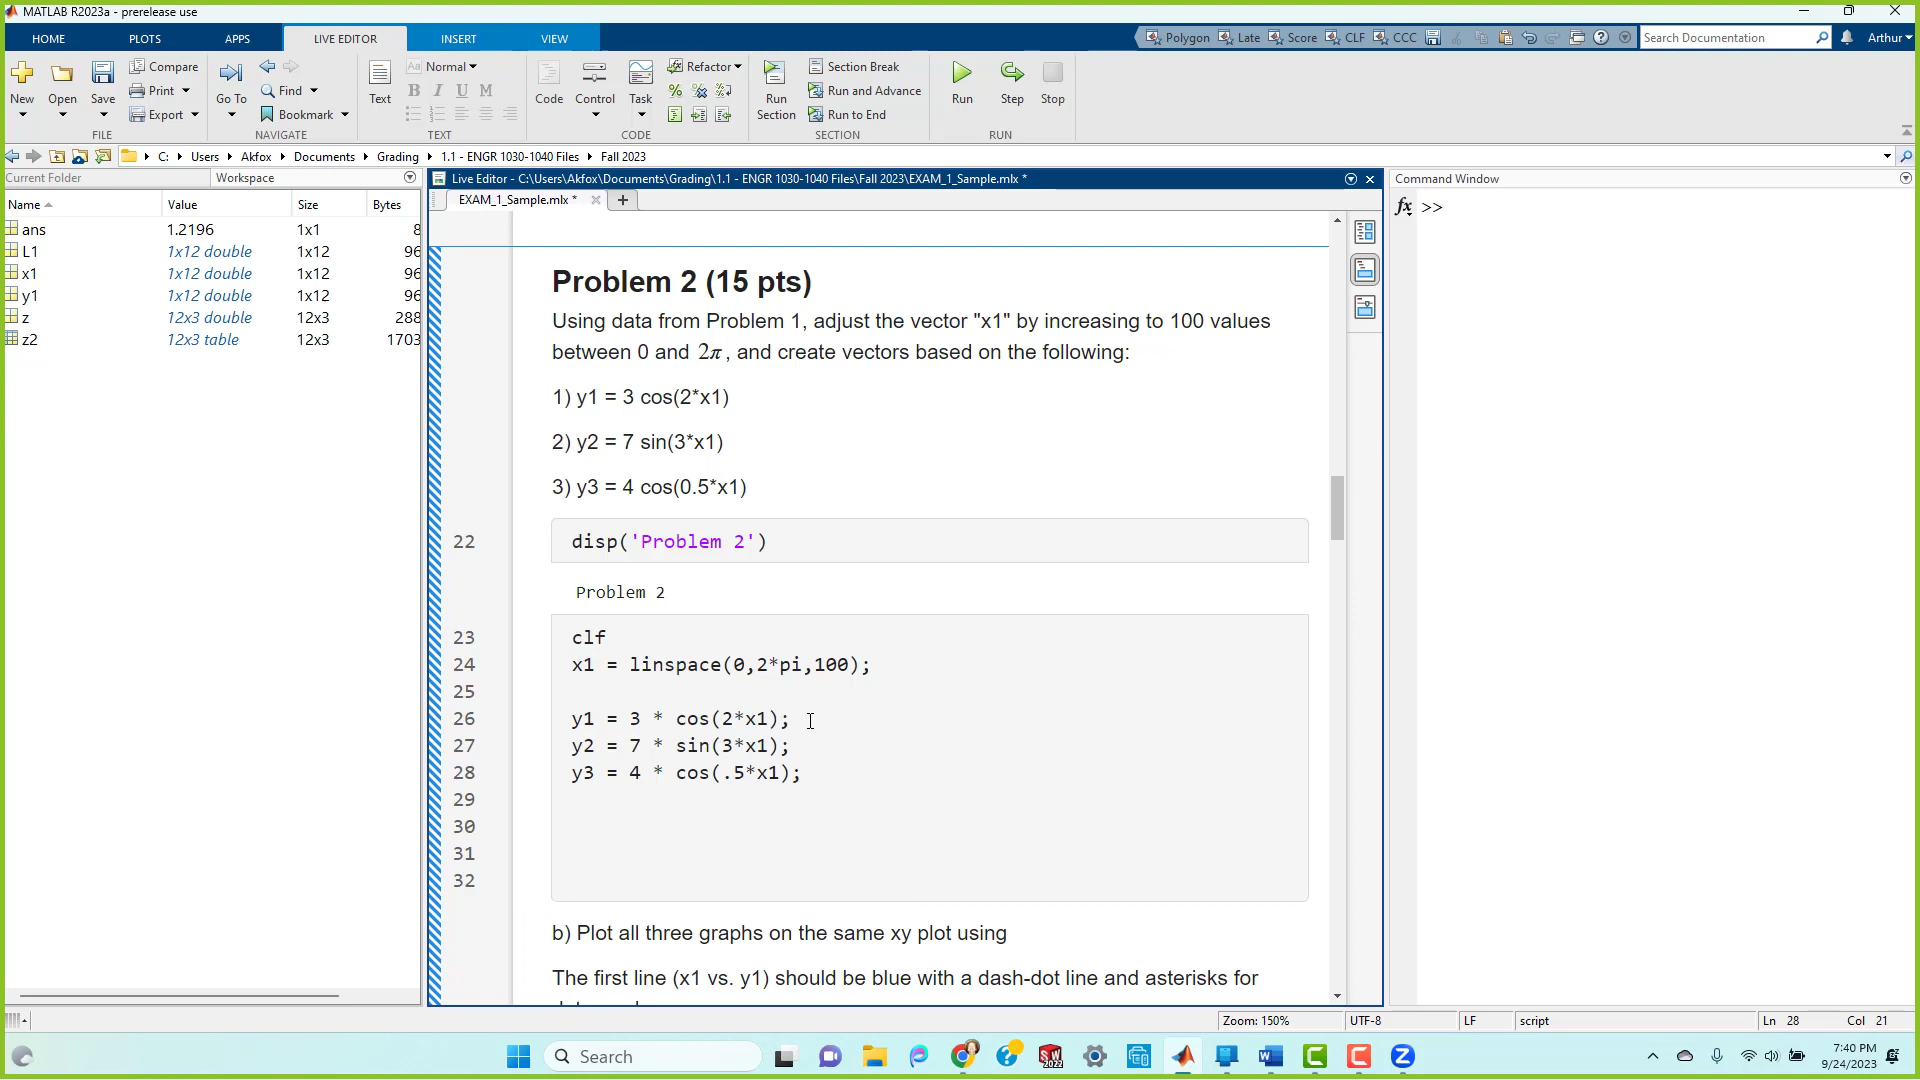 MATLAB R2023a - prerelease use
HOME PLOTS APPS LIVE EDITOR INSERT VIEW
Polygon Late Score CLF CCC Search Documentation Arthur
New Open Save Compare Print Export
FILE
Go To Find Bookmark
NAVIGATE
Text Aa Normal B I U M
TEXT
Code Control Task Refactor
CODE
Run Section Section Break Run and Advance Run to End
SECTION
Run Step Stop
RUN
C: Users Akfox Documents Grading 1.1 - ENGR 1030-1040 Files Fall 2023
Current Folder Workspace
Name Value Size Bytes
ans 1.2196 1x1 8
L1 1x12 double 1x12 96
x1 1x12 double 1x12 96
y1 1x12 double 1x12 96
z 12x3 double 12x3 288
z2 12x3 table 12x3 1703
Live Editor - C:\Users\Akfox\Documents\Grading\1.1 - ENGR 1030-1040 Files\Fall 2023\EXAM_1_Sample.mlx *
EXAM_1_Sample.mlx *
Problem 2 (15 pts)
Using data from Problem 1, adjust the vector "x1" by increasing to 100 values
between 0 and 2π, and create vectors based on the following:
1) y1 = 3 cos(2*x1)
2) y2 = 7 sin(3*x1)
3) y3 = 4 cos(0.5*x1)
22 disp('Problem 2')
Problem 2
23 clf
24 x1 = linspace(0,2*pi,100);
25
26 y1 = 3 * cos(2*x1);
27 y2 = 7 * sin(3*x1);
28 y3 = 4 * cos(.5*x1);
29
30
31
32
b) Plot all three graphs on the same xy plot using
The first line (x1 vs. y1) should be blue with a dash-dot line and asterisks for
Command Window
fx >>
Zoom: 150% UTF-8 LF script Ln 28 Col 21
Search
7:40 PM
9/24/2023